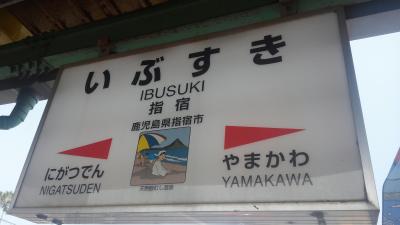 いぶすき
IBUSUKI
指宿
鹿児島県指宿市
にがつでん
NIGATSUDEN
やまかわ
YAMAKAWA